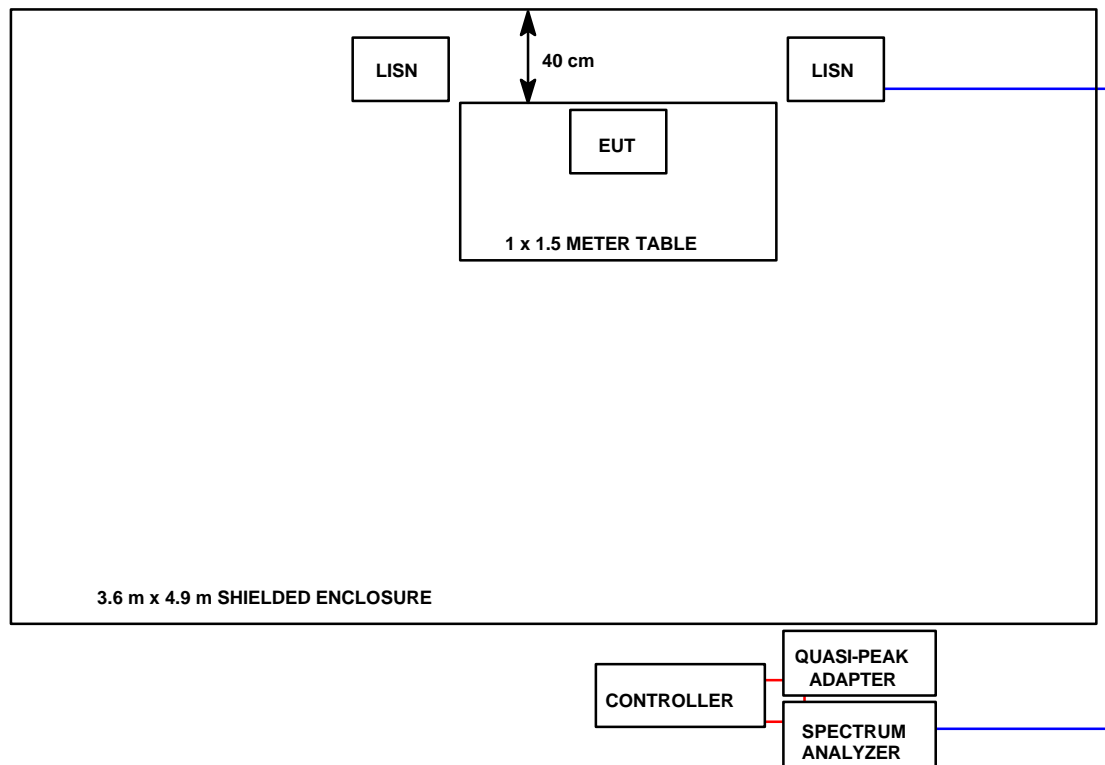 LISN
40 cm
LISN
EUT
1 x 1.5 METER TABLE
3.6 m x 4.9 m SHIELDED ENCLOSURE
QUASI-PEAK
ADAPTER
CONTROLLER
SPECTRUM
ANALYZER